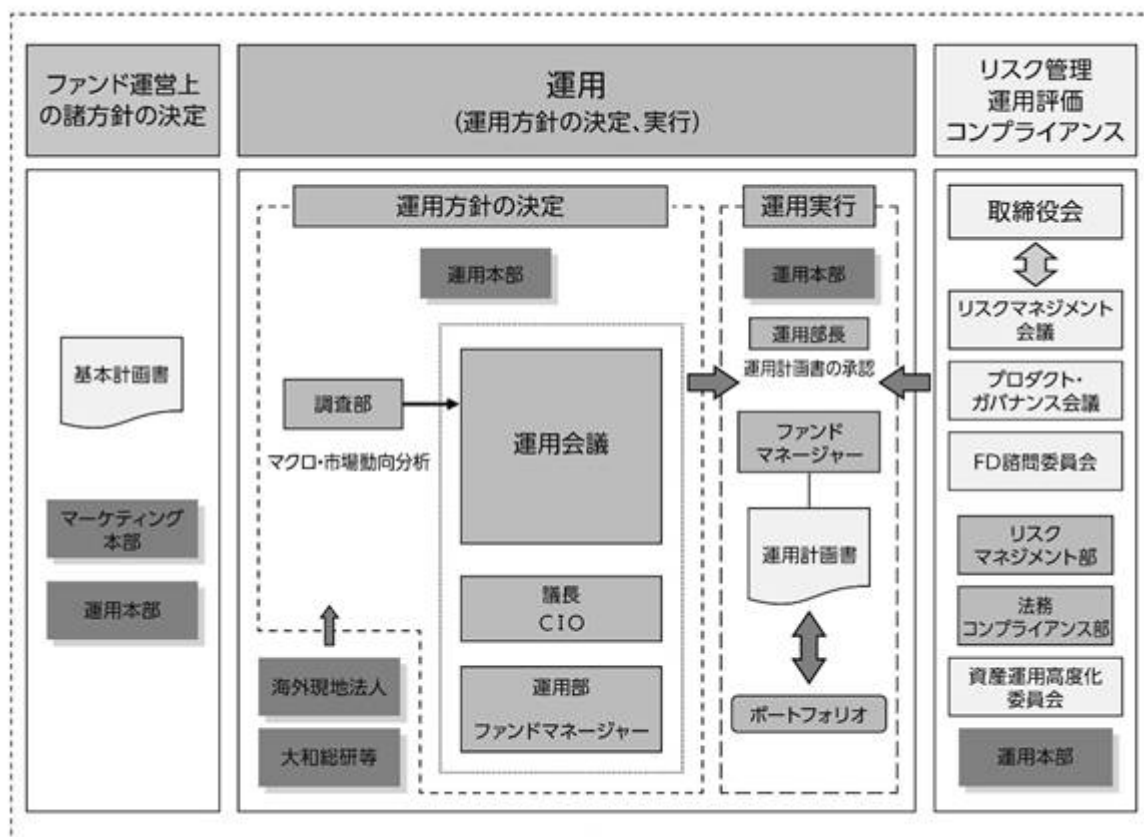 ファンド運営上
の諸方針の決定
運用
(運用方針の決定、実行)
リスク管理
運用評価
コンプライアンス
基本計画書
マーケティング
本部
運用本部
運用方針の決定
運用本部
調査部
マクロ・市場動向分析
運用会議
議長
CIO
運用部
ファンドマネージャー
海外現地法人
大和総研等
運用実行
運用本部
運用部長
運用計画書の承認
ファンド
マネージャー
運用計画書
ポートフォリオ
取締役会
リスクマネジメント
会議
プロダクト・
ガバナンス会議
FD諮問委員会
リスク
マネジメント部
法務
コンプライアンス部
資産運用高度化
委員会
運用本部